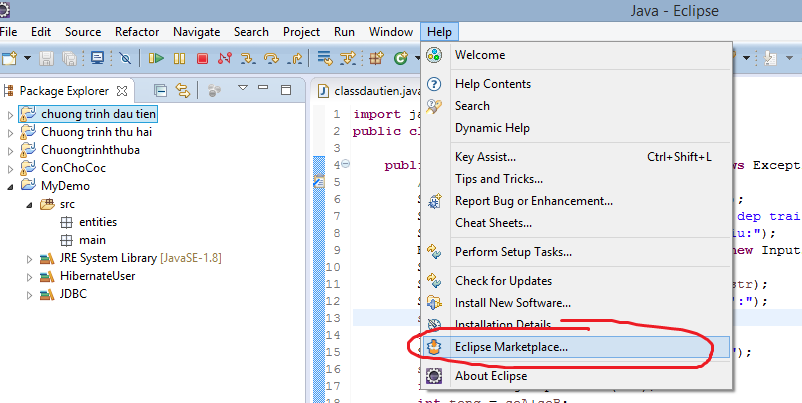 Java - Eclipse
File Edit Source Refactor Navigate Search Project Run Window Help
Package Explorer
chuong trinh dau tien
Chuong trinh thu hai
Chuongtrinhthuba
ConChoCoc
MyDemo
src
entities
main
JRE System Library [JavaSE-1.8]
HibernateUser
JDBC
classdautien.java
1 import ja
2 public cl
3
4 public
ws Except
5 /
6 S );
7 S dep trai
8 S u:");
9 new Input
10 S
11 S str);
12 S :");
13 s
14
15 S ");
16 s
17
18 int tong = soA+soB;
Welcome
Help Contents
Search
Dynamic Help
Key Assist... Ctrl+Shift+L
Tips and Tricks...
Report Bug or Enhancement...
Cheat Sheets...
Perform Setup Tasks...
Check for Updates
Install New Software...
Installation Details
Eclipse Marketplace...
About Eclipse